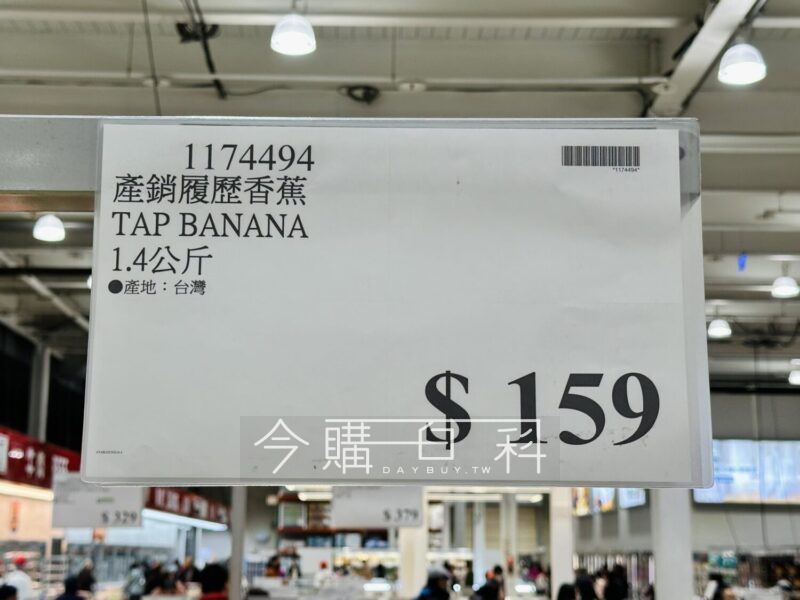 1174494
*1174494*
產銷履歷香蕉
TAP BANANA
1.4公斤
●產地：台灣
$ 159
今購百科
DAYBUY.TW
$ 329
$ 379